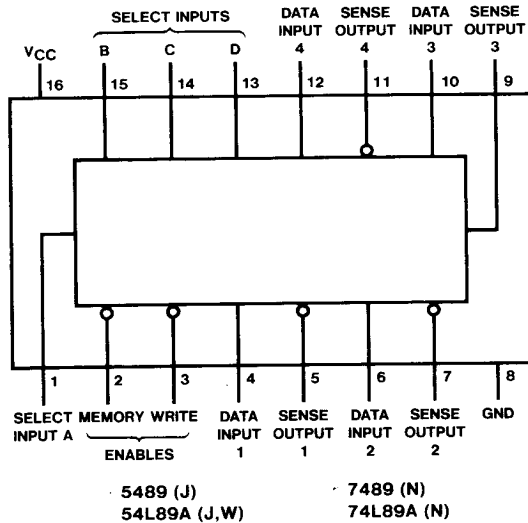 SELECT INPUTS
DATA INPUT 4
SENSE OUTPUT 4
DATA INPUT 3
SENSE OUTPUT 3
VCC B C D
16 15 14 13 12 11 10 9
1 2 3 4 5 6 7 8
SELECT INPUT A
MEMORY WRITE
ENABLES
DATA INPUT 1
SENSE OUTPUT 1
DATA INPUT 2
SENSE OUTPUT 2
GND
5489 (J) 7489 (N)
54L89A (J,W) 74L89A (N)